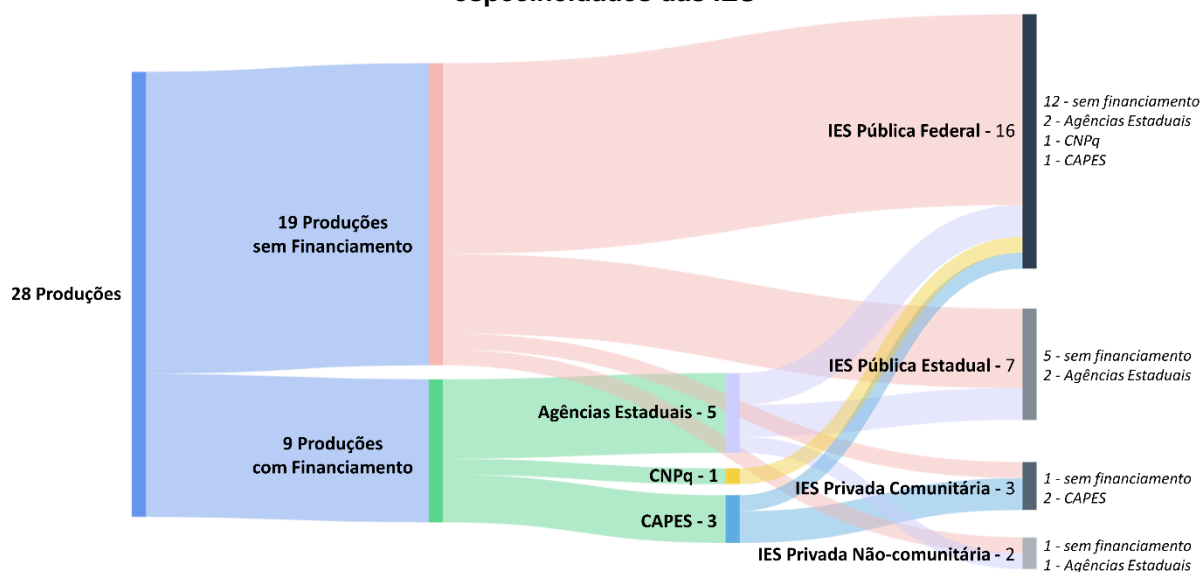 28 Produções
19 Produções
sem Financiamento
9 Produções
com Financiamento
Agências Estaduais - 5
CNPq - 1
CAPES - 3
IES Pública Federal - 16
12 - sem financiamento
2 - Agências Estaduais
1 - CNPq
1 - CAPES
IES Pública Estadual - 7
5 - sem financiamento
2 - Agências Estaduais
IES Privada Comunitária - 3
1 - sem financiamento
2 - CAPES
IES Privada Não-comunitária - 2
1 - sem financiamento
1 - Agências Estaduais